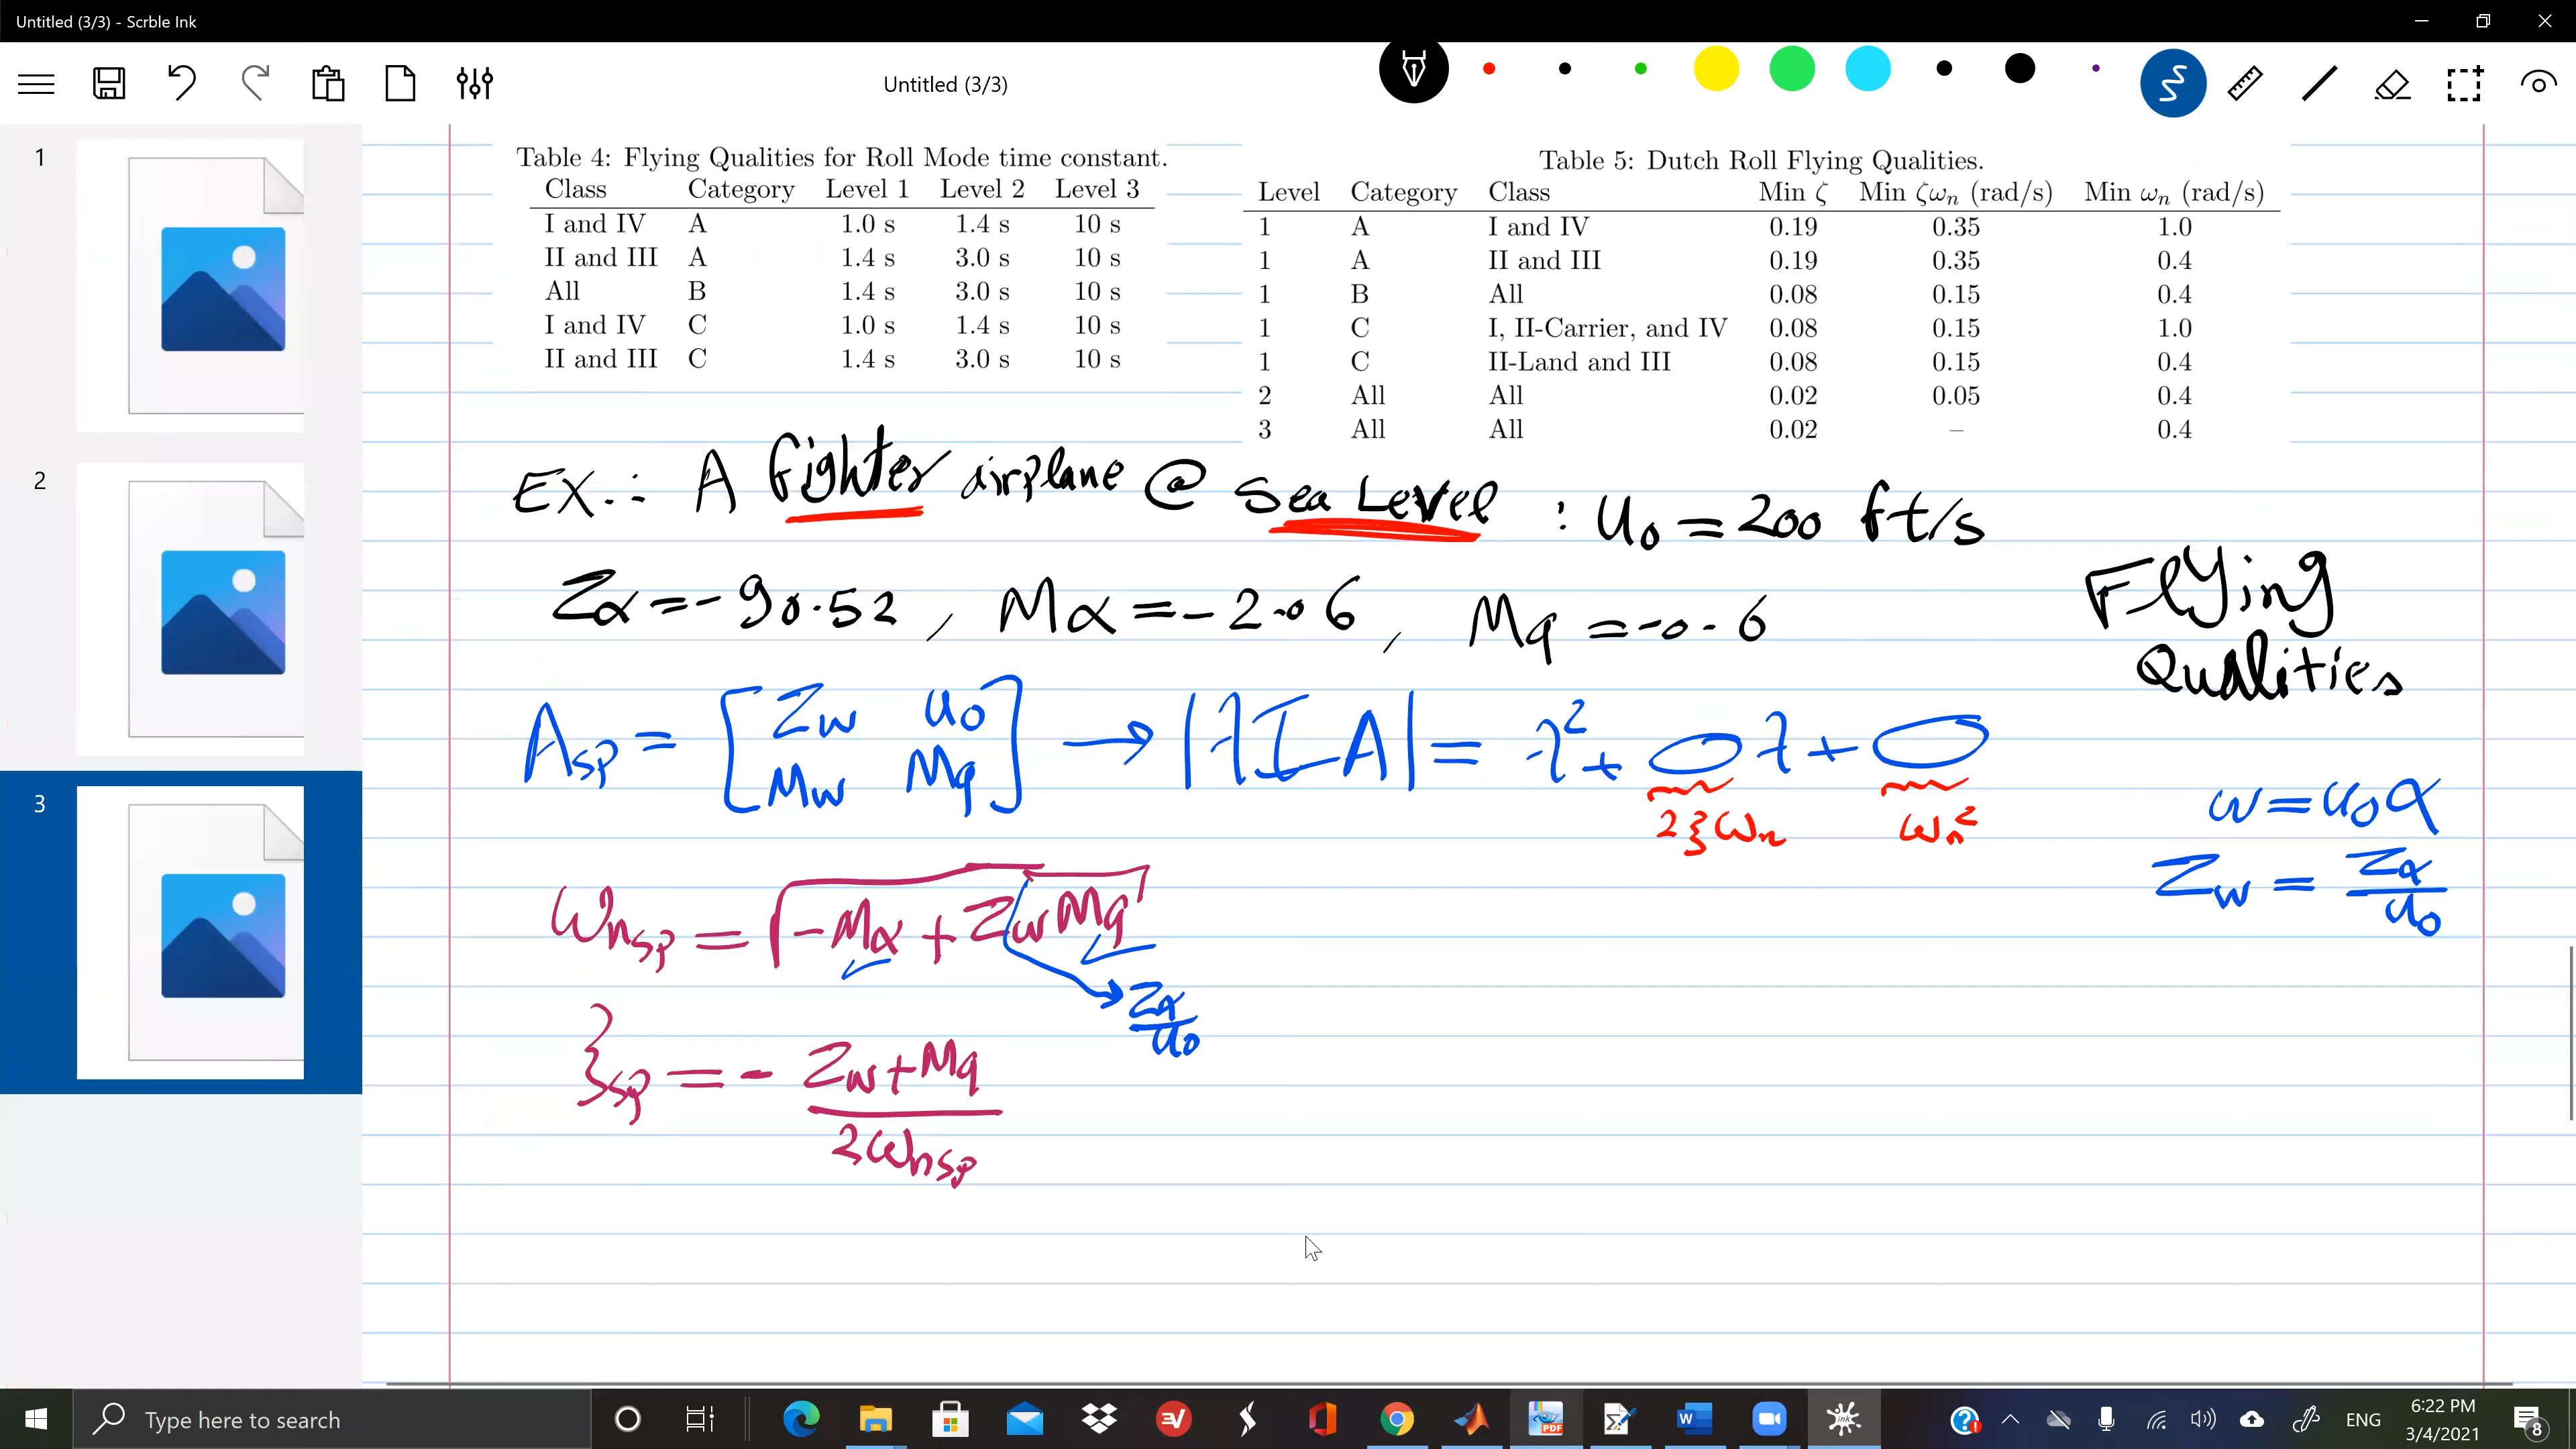 Untitled (3/3) - Scrble Ink
Untitled (3/3)
1
2
3
Table 4: Flying Qualities for Roll Mode time constant.
Class Category Level 1 Level 2 Level 3
I and IV A 1.0 s 1.4 s 10 s
II and III A 1.4 s 3.0 s 10 s
All B 1.4 s 3.0 s 10 s
I and IV C 1.0 s 1.4 s 10 s
II and III C 1.4 s 3.0 s 10 s
Table 5: Dutch Roll Flying Qualities.
Level Category Class Min ζ Min ζωn (rad/s) Min ωn (rad/s)
1 A I and IV 0.19 0.35 1.0
1 A II and III 0.19 0.35 0.4
1 B All 0.08 0.15 0.4
1 C I, II-Carrier, and IV 0.08 0.15 1.0
1 C II-Land and III 0.08 0.15 0.4
2 All All 0.02 0.05 0.4
3 All All 0.02 – 0.4
EX.: A fighter airplane @ Sea Level : u0 = 200 ft/s
Zα = -90.52 , Mα = -2.06 , Mq = -0.6
Flying
Qualities
Asp = [Zw u0
Mw Mq] → |λI-A| = λ² + λ +
2ζωn ωn²
w = u0α
Zw = Zα/u0
ωnsp = √(-Mα + ZwMq)
Zα/u0
ζsp = - (Zw + Mq)/(2ωnsp)
Type here to search
ENG
6:22 PM
3/4/2021
8